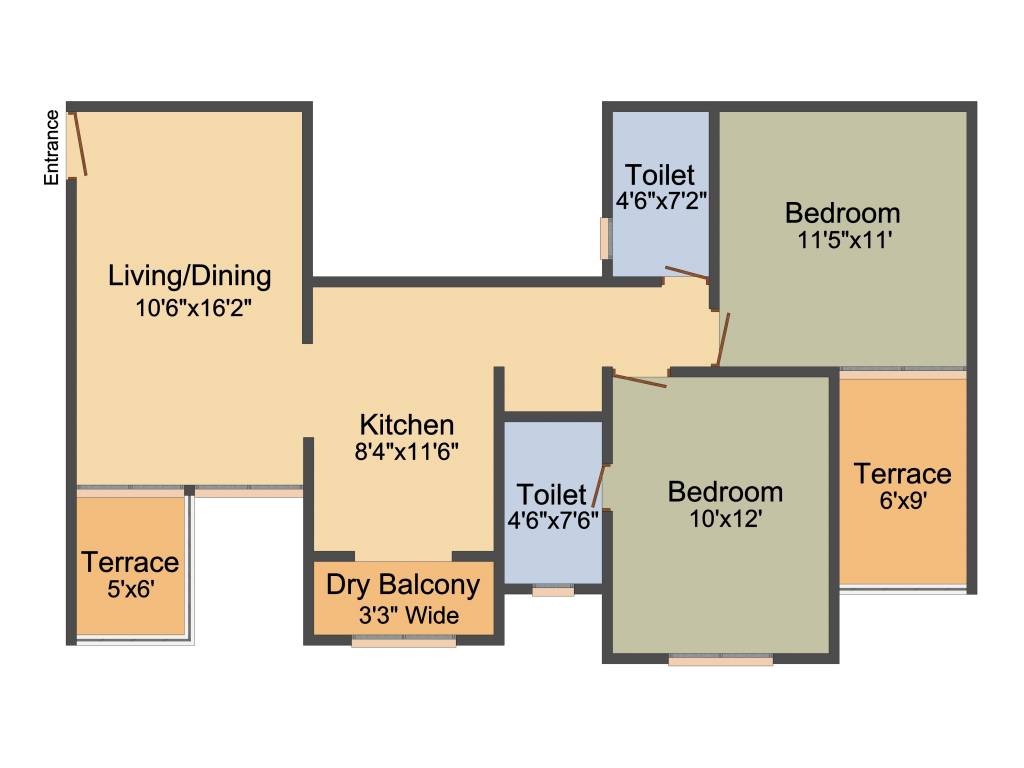 Entrance
Toilet
4'6"x7'2"
Bedroom
11'5"x11'
Living/Dining
10'6"x16'2"
Kitchen
8'4"x11'6"
Toilet
4'6"x7'6"
Bedroom
10'x12'
Terrace
6'x9'
Terrace
5'x6'
Dry Balcony
3'3" Wide